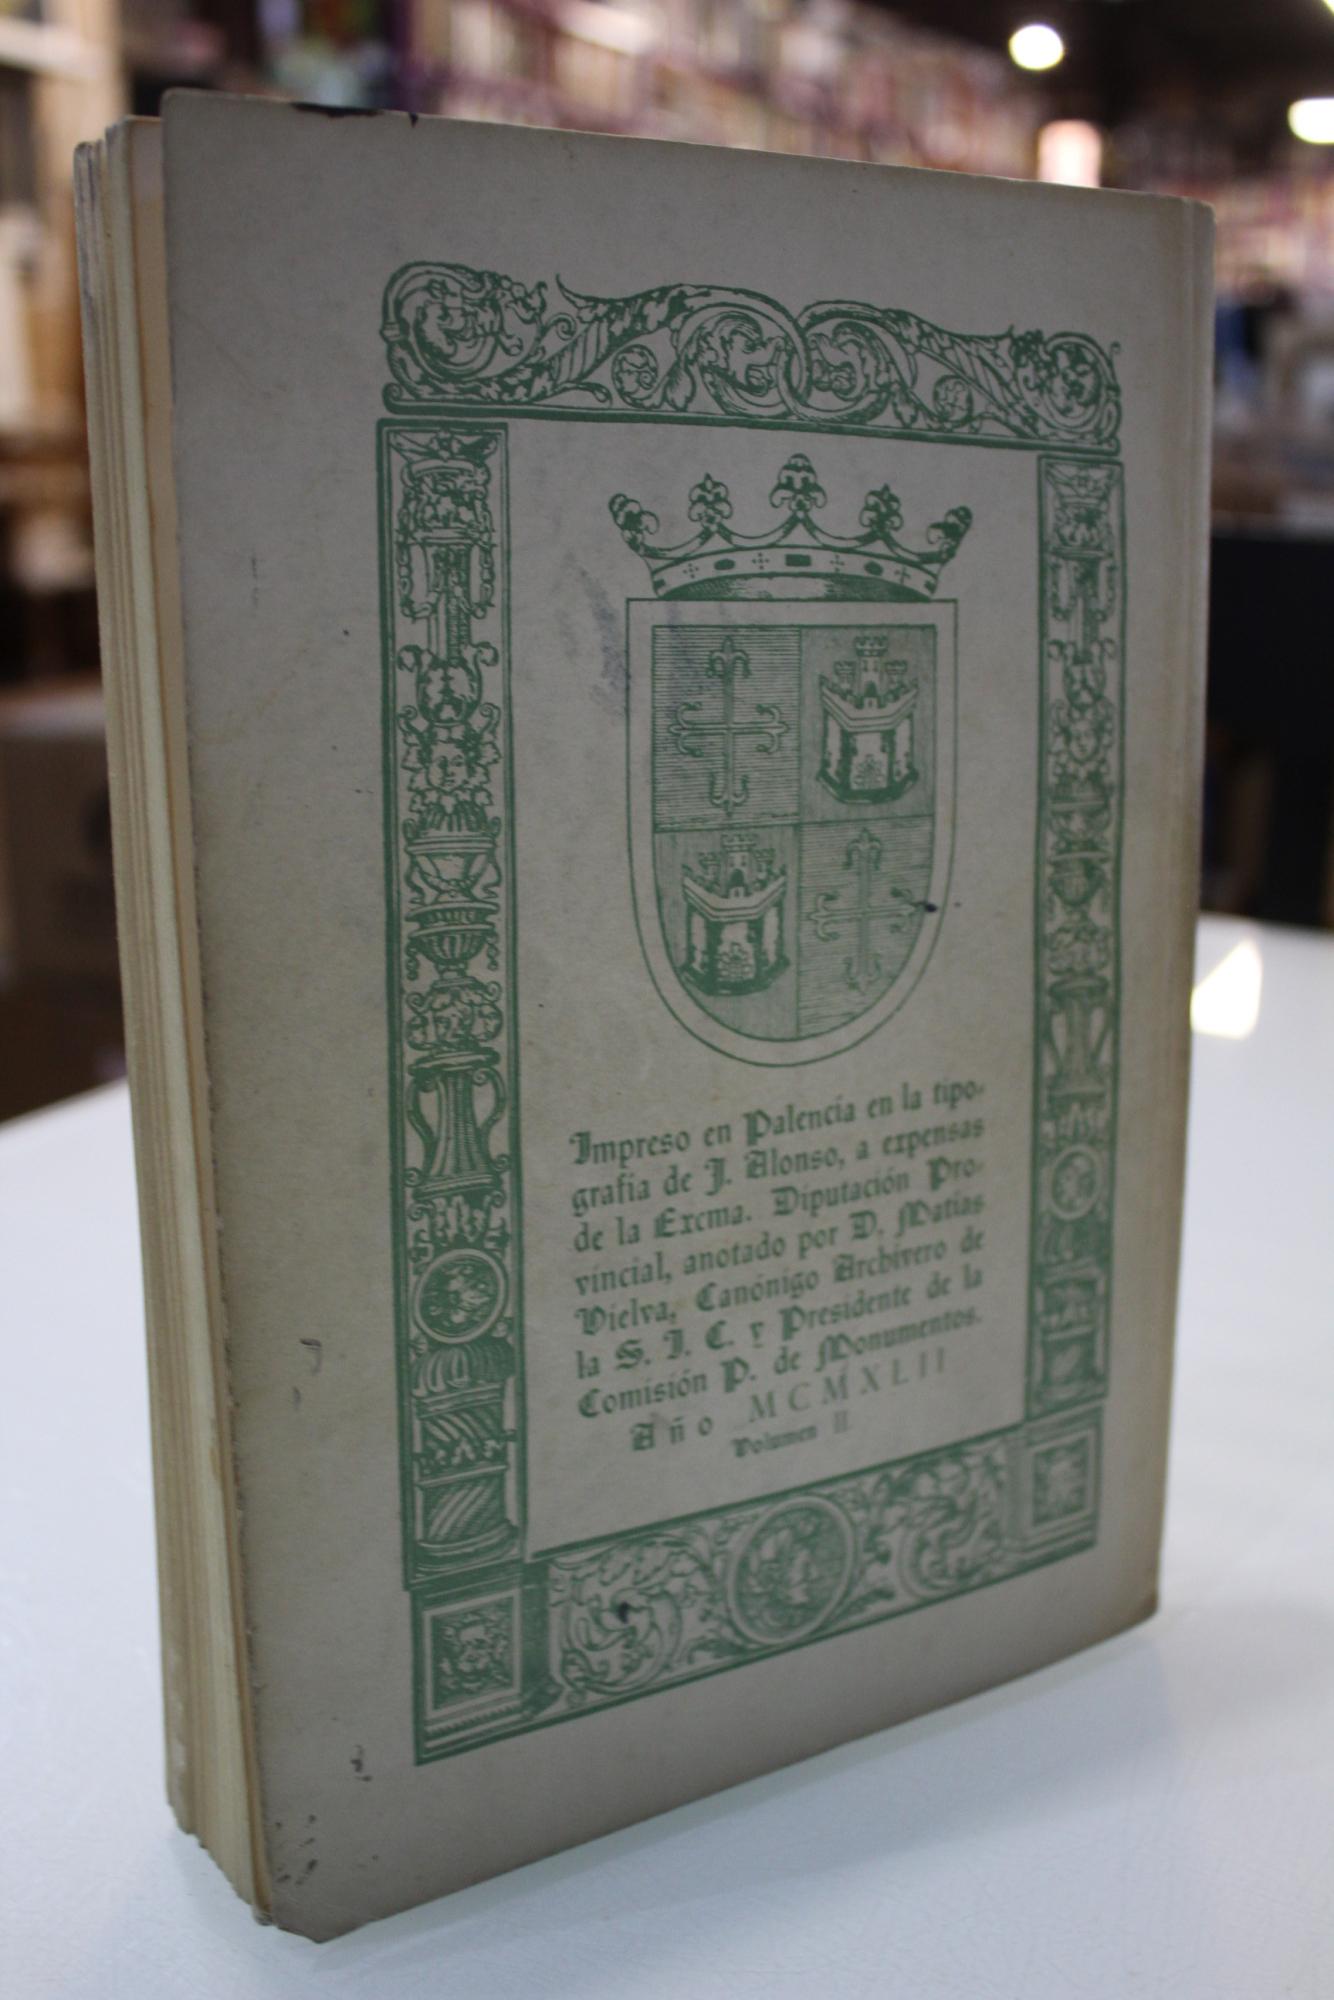 Impreso en Palencia en la tipo-
grafia de J. Alonso, a expensas
de la Excma. Diputación Pro-
vincial, anotado por D. Matías
Vielva, Canónigo Archivero de
la S. I. C. y Presidente de la
Comisión P. de Monumentos.
Año MCMXLII
Volumen II